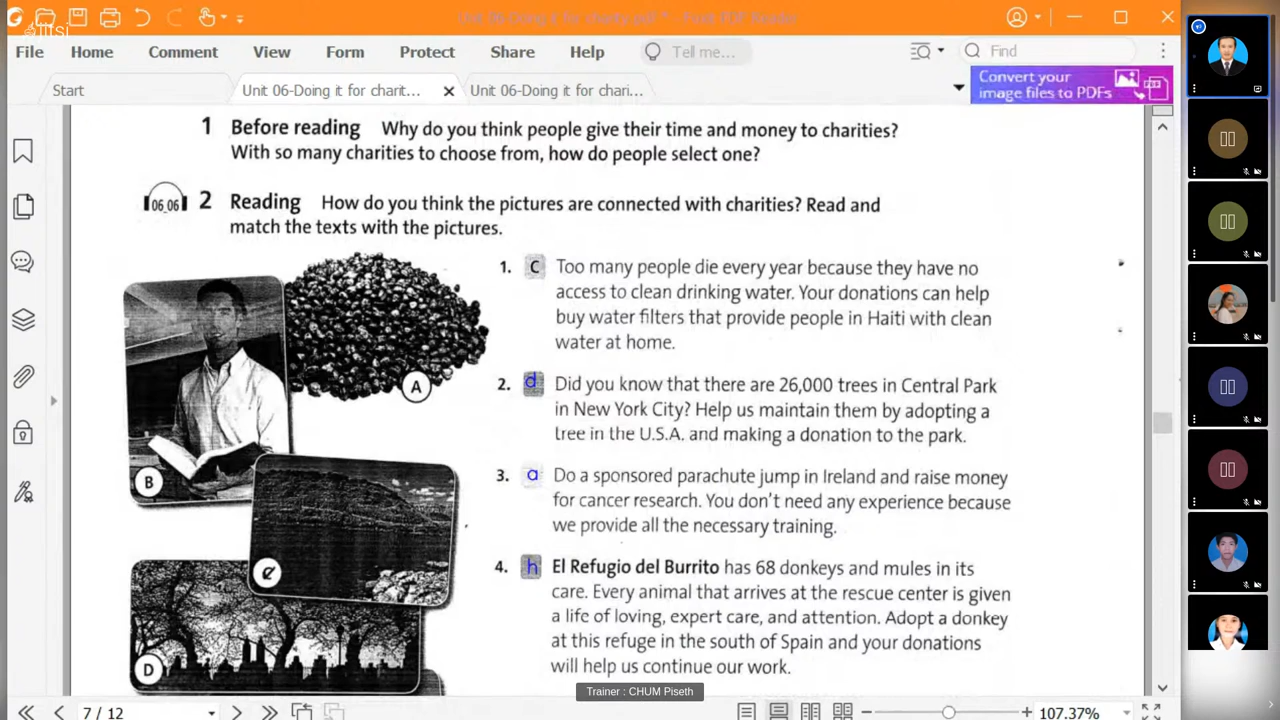 Unit 06-Doing it for charity.pdf * - Foxit PDF Reader
jitsi
File Home Comment View Form Protect Share Help Tell me... Find
Start Unit 06-Doing it for charit... Unit 06-Doing it for chari...
Convert your
image files to PDFs
1 Before reading Why do you think people give their time and money to charities?
With so many charities to choose from, how do people select one?
06_06 2 Reading How do you think the pictures are connected with charities? Read and
match the texts with the pictures.
1. C Too many people die every year because they have no
access to clean drinking water. Your donations can help
buy water filters that provide people in Haiti with clean
water at home.
2. d Did you know that there are 26,000 trees in Central Park
in New York City? Help us maintain them by adopting a
tree in the U.S.A. and making a donation to the park.
3. a Do a sponsored parachute jump in Ireland and raise money
for cancer research. You don't need any experience because
we provide all the necessary training.
4. h El Refugio del Burrito has 68 donkeys and mules in its
care. Every animal that arrives at the rescue center is given
a life of loving, expert care, and attention. Adopt a donkey
at this refuge in the south of Spain and your donations
will help us continue our work.
A
B
C
D
Trainer : CHUM Piseth
7 / 12
107.37%